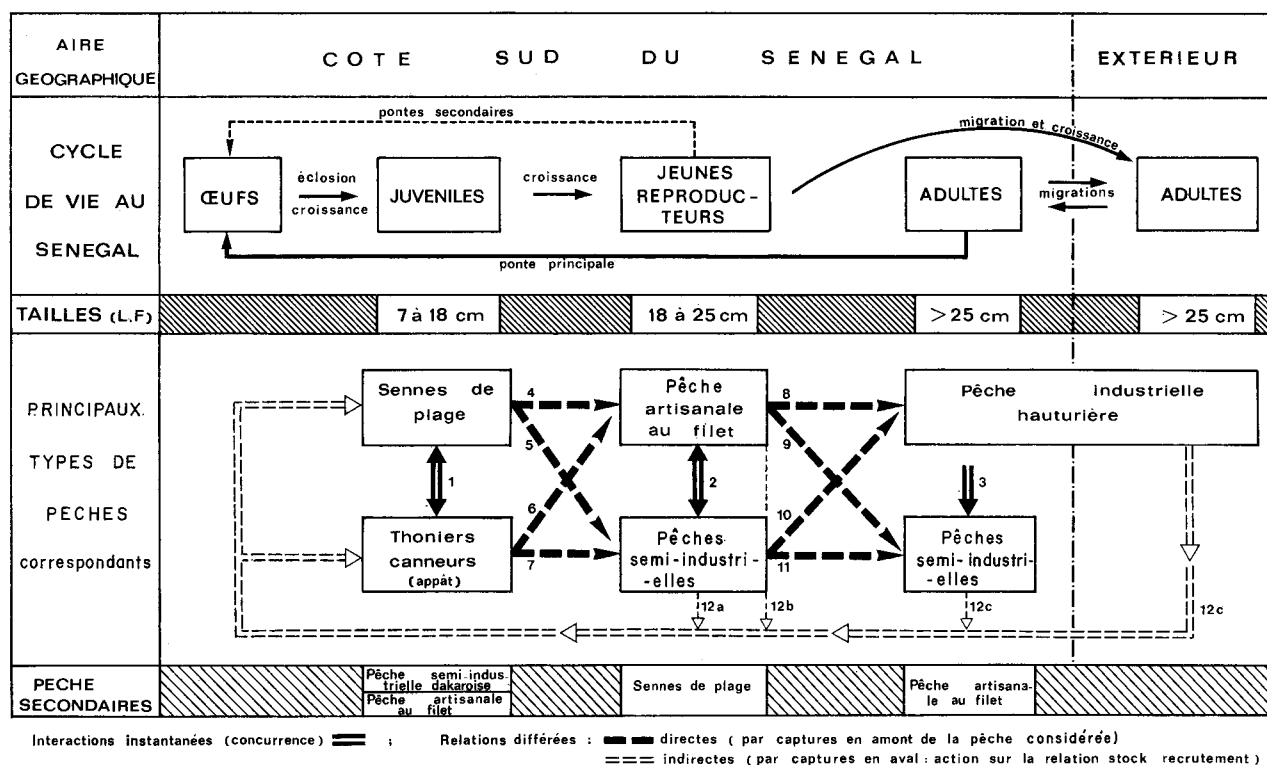 AIRE
GEOGRAPHIQUE
COTE SUD DU SENEGAL
EXTERIEUR
CYCLE
DE VIE AU
SENEGAL
pontes secondaires
migration et croissance
ŒUFS
éclosion
croissance
JUVENILES
croissance
JEUNES
REPRODUC-
TEURS
ADULTES
migrations
ADULTES
ponte principale
TAILLES (L.F)
7 à 18 cm
18 à 25 cm
> 25 cm
> 25 cm
PRINCIPAUX.
TYPES DE
PECHES
correspondants
Sennes de
plage
4
5
Pêche
artisanale
au filet
8
9
Pêche industrielle
hauturière
1
2
3
6
7
10
11
Thoniers
canneurs
(appât)
Pêches
semi-industri-
-elles
Pêches
semi-industri-
-elles
12a
12b
12c
12c
PECHE
SECONDAIRES
Pêche semi-indus
trielle dakaroise
Pêche artisanale
au filet
Sennes de plage
Pêche artisana-
le au filet
Interactions instantánées (concurrence) ; Relations différées : directes ( par captures en amont de la pêche considérée)
indirectes ( par captures en aval : action sur la relation stock recrutement )